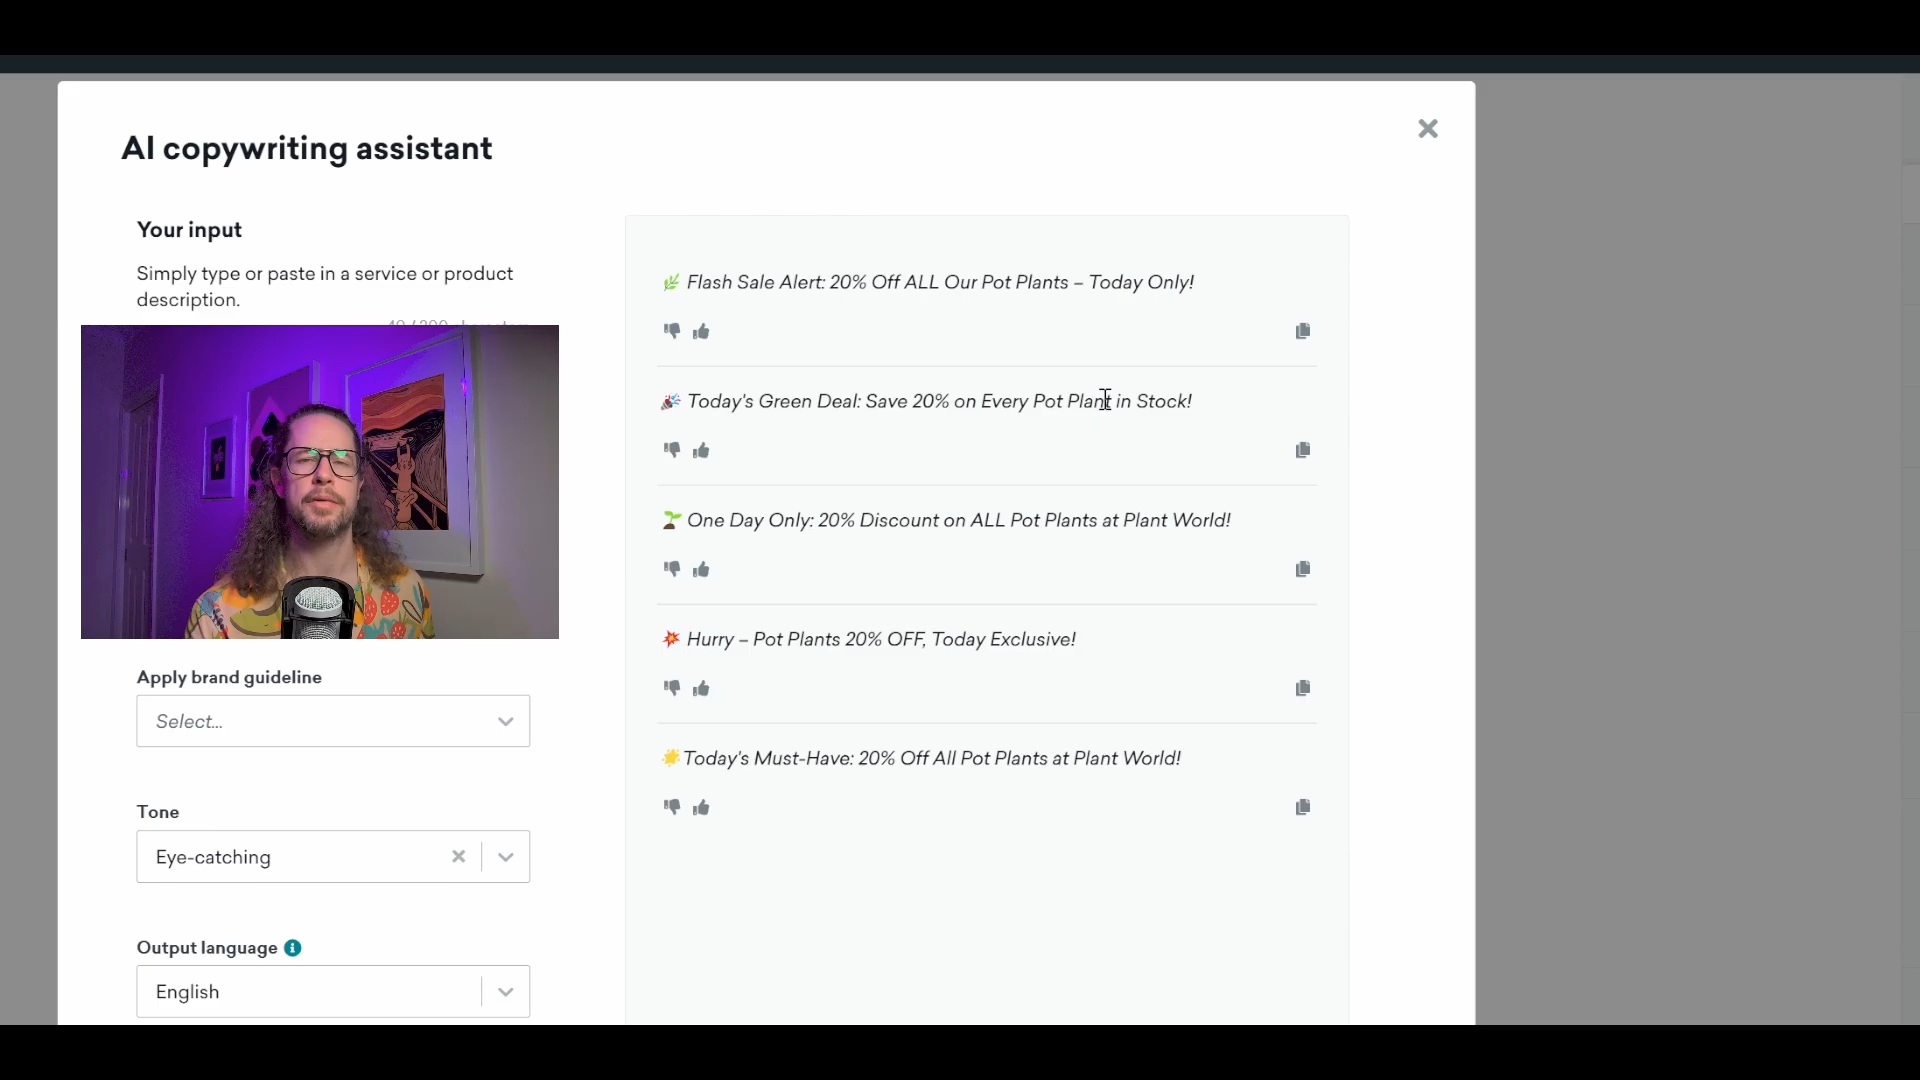 AI copywriting assistant
Your input
Simply type or paste in a service or product
description.
Apply brand guideline
Select...
Tone
Eye-catching
Output language
English
Flash Sale Alert: 20% Off ALL Our Pot Plants – Today Only!
Today's Green Deal: Save 20% on Every Pot Plant in Stock!
One Day Only: 20% Discount on ALL Pot Plants at Plant World!
Hurry – Pot Plants 20% OFF, Today Exclusive!
Today's Must-Have: 20% Off All Pot Plants at Plant World!